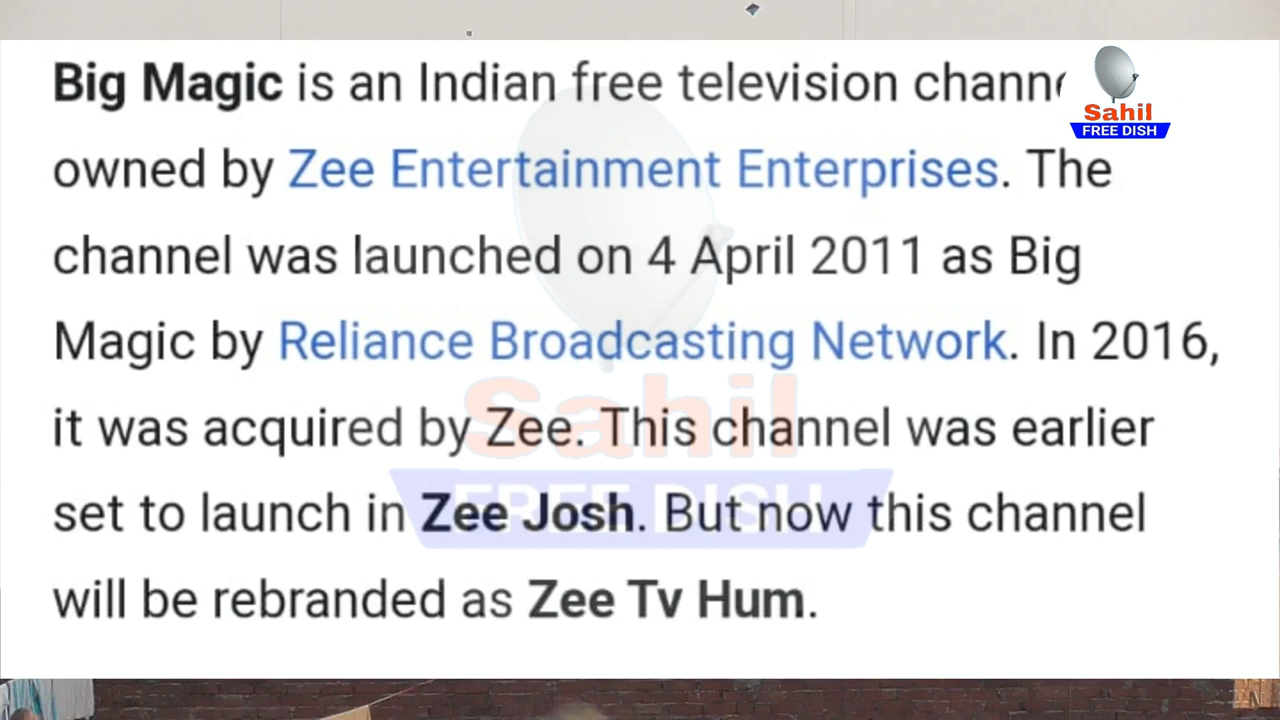 Big Magic is an Indian free television chann
owned by Zee Entertainment Enterprises. The
channel was launched on 4 April 2011 as Big
Magic by Reliance Broadcasting Network. In 2016,
it was acquired by Zee. This channel was earlier
set to launch in Zee Josh. But now this channel
will be rebranded as Zee Tv Hum.
Sahil
FREE DISH
Sahil
FREE DISH